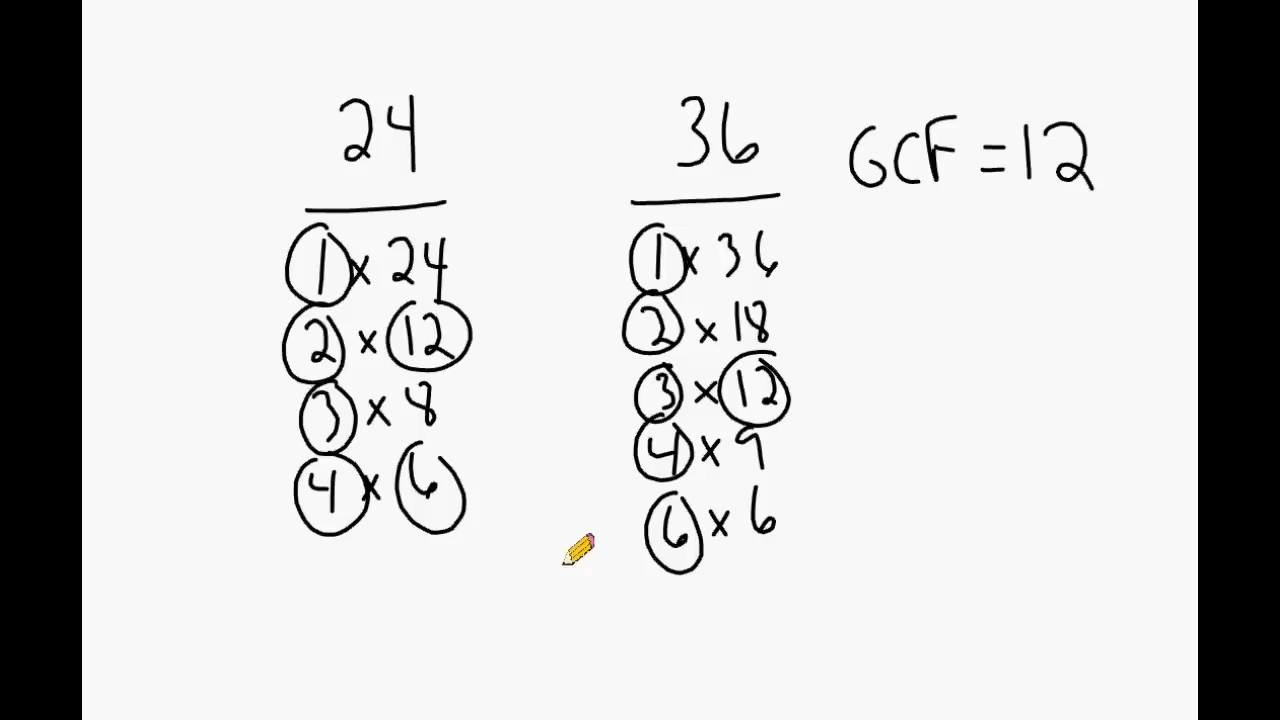 24
1 x 24
2 x 12
3 x 8
4 x 6
36
1 x 36
2 x 18
3 x 12
4 x 9
6 x 6
GCF = 12